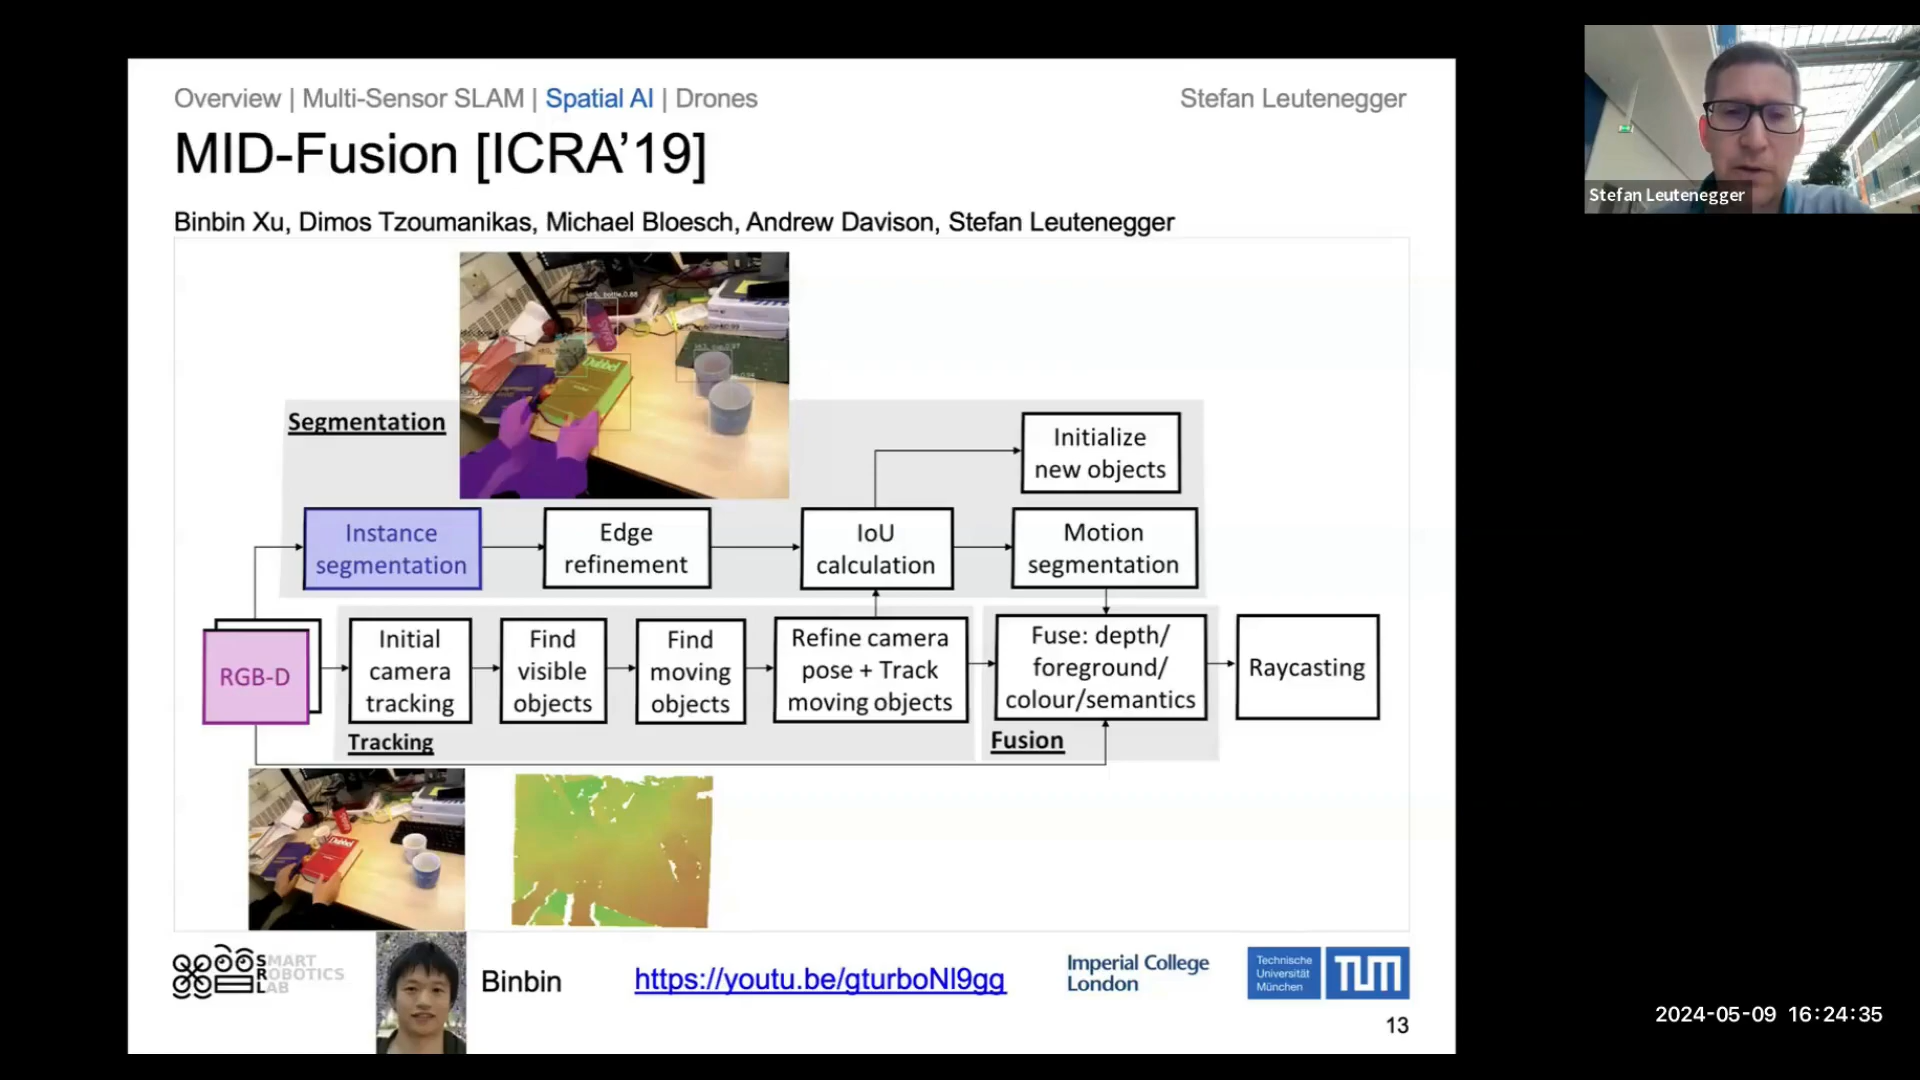 Overview | Multi-Sensor SLAM | Spatial AI | Drones
Stefan Leutenegger
MID-Fusion [ICRA'19]
Binbin Xu, Dimos Tzoumanikas, Michael Bloesch, Andrew Davison, Stefan Leutenegger
Stefan Leutenegger
Dubbel
Segmentation
Initialize
new objects
Instance
segmentation
Edge
refinement
IoU
calculation
Motion
segmentation
RGB-D
Initial
camera
tracking
Find
visible
objects
Find
moving
objects
Refine camera
pose + Track
moving objects
Fuse: depth/
foreground/
colour/semantics
Raycasting
Tracking
Fusion
Dubbel
SMART
ROBOTICS
LAB
Binbin
https://youtu.be/gturboNl9gg
Imperial College
London
Technische
Universität
München
TUM
13
2024-05-09 16:24:35